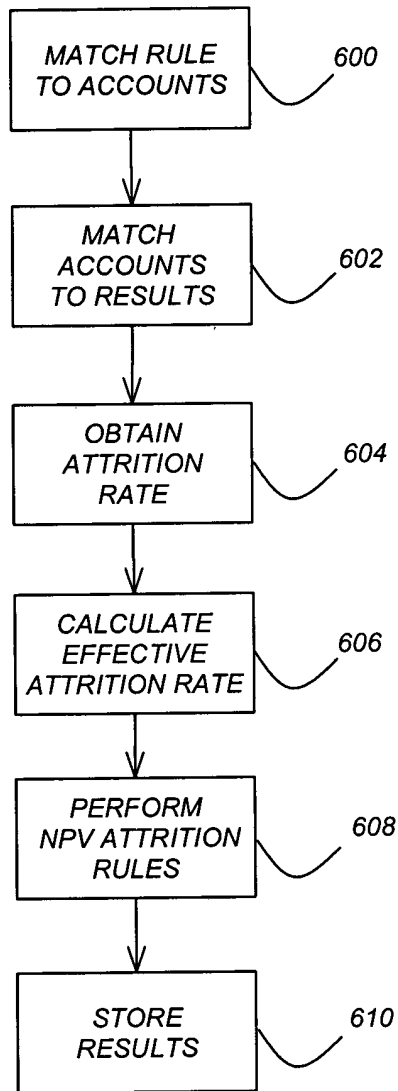 MATCH RULE
TO ACCOUNTS
600
MATCH
ACCOUNTS
TO RESULTS
602
OBTAIN
ATTRITION
RATE
604
CALCULATE
EFFECTIVE
ATTRITION RATE
606
PERFORM
NPV ATTRITION
RULES
608
STORE
RESULTS
610